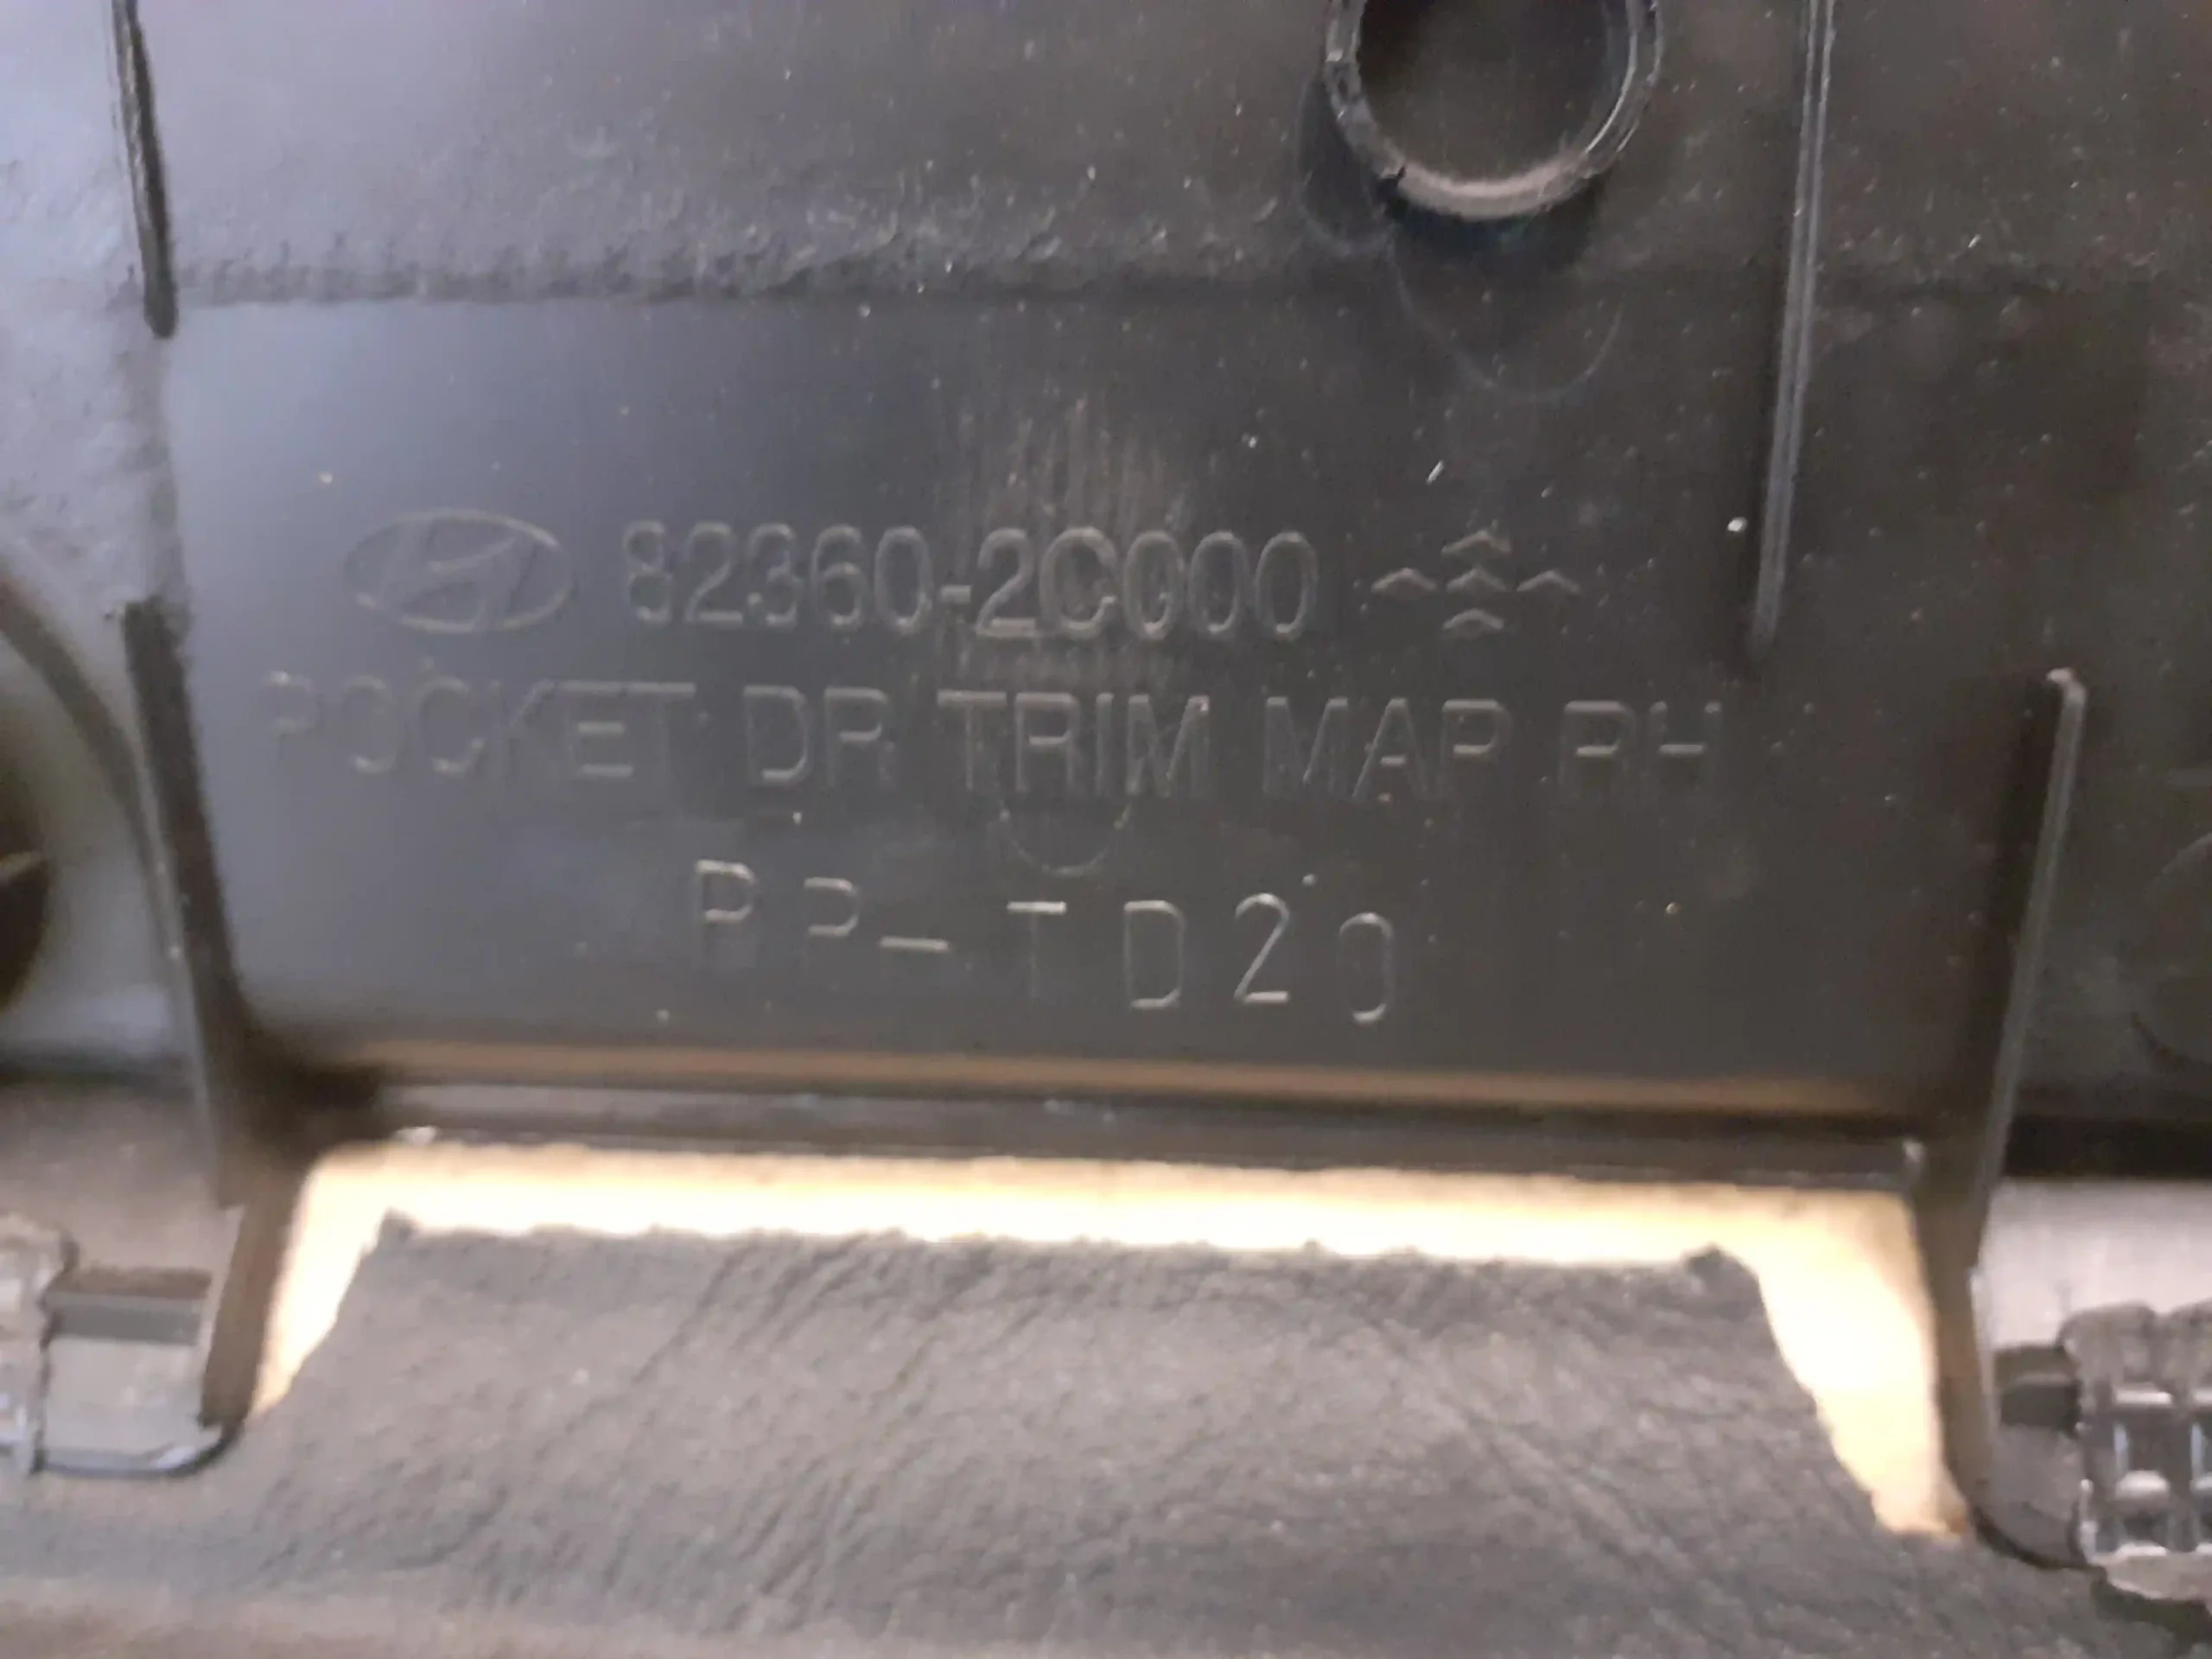 82360-2C000
POCKET DR TRIM MAP RH
PP-TD20